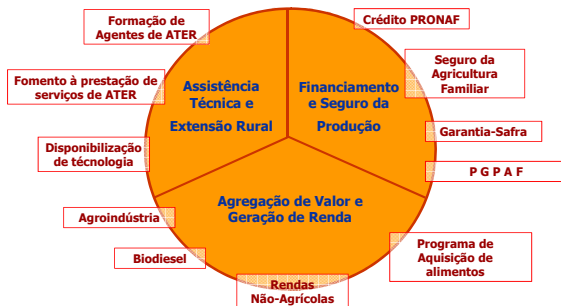 Formação de
Agentes de ATER
Crédito PRONAF
Fomento à prestação de
serviços de ATER
Assistência
Técnica e
Extensão Rural
Financiamento
e Seguro da
Produção
Seguro da
Agricultura
Familiar
Disponibilização
de técnologia
Garantia-Safra
P G P A F
Agregação de Valor e
Geração de Renda
Agroindústria
Biodiesel
Rendas
Não-Agrícolas
Programa de
Aquisição de
alimentos